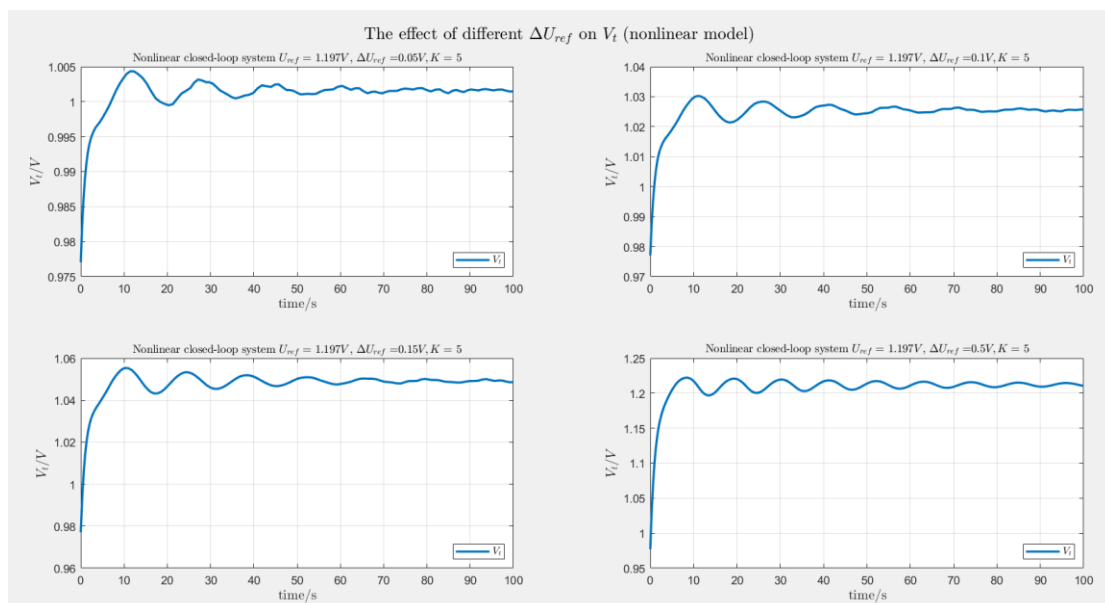 The effect of different ΔU_ref on V_t (nonlinear model)
Nonlinear closed-loop system U_ref = 1.197V, ΔU_ref =0.05V, K = 5
1.005
1
0.995
0.99
0.985
0.98
0.975
V_t/V
0 10 20 30 40 50 60 70 80 90 100
time/s
V_t
Nonlinear closed-loop system U_ref = 1.197V, ΔU_ref =0.1V, K = 5
1.04
1.03
1.02
1.01
1
0.99
0.98
0.97
V_t/V
0 10 20 30 40 50 60 70 80 90 100
time/s
V_t
Nonlinear closed-loop system U_ref = 1.197V, ΔU_ref =0.15V, K = 5
1.06
1.04
1.02
1
0.98
0.96
V_t/V
0 10 20 30 40 50 60 70 80 90 100
time/s
V_t
Nonlinear closed-loop system U_ref = 1.197V, ΔU_ref =0.5V, K = 5
1.25
1.2
1.15
1.1
1.05
1
0.95
V_t/V
0 10 20 30 40 50 60 70 80 90 100
time/s
V_t